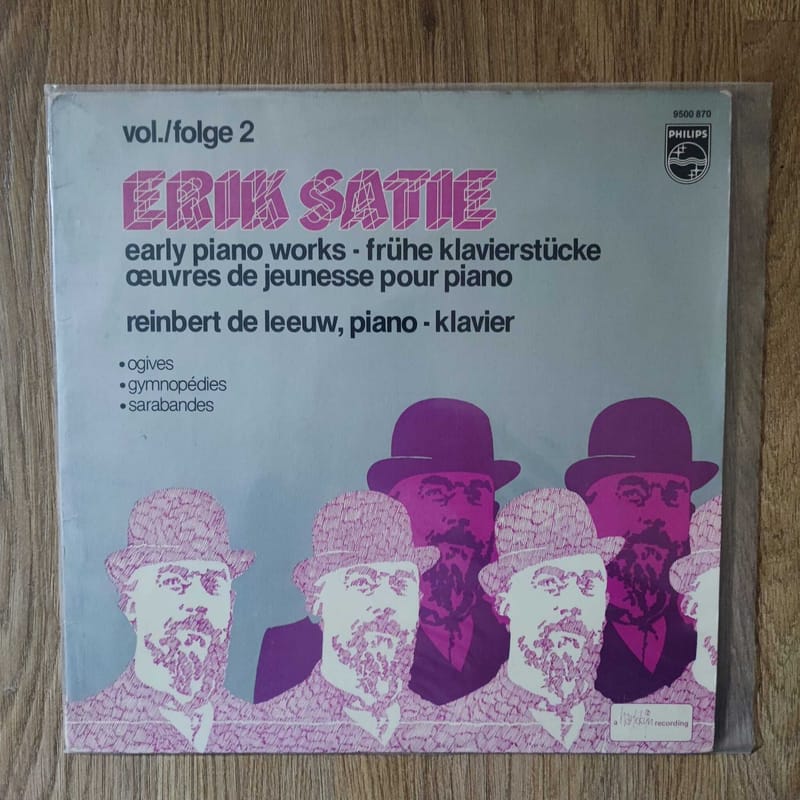 9500 870
PHILIPS
vol./folge 2
ERIK SATIE
early piano works - frühe klavierstücke
œuvres de jeunesse pour piano
reinbert de leeuw, piano - klavier
• ogives
• gymnopédies
• sarabandes
a harlekijn recording